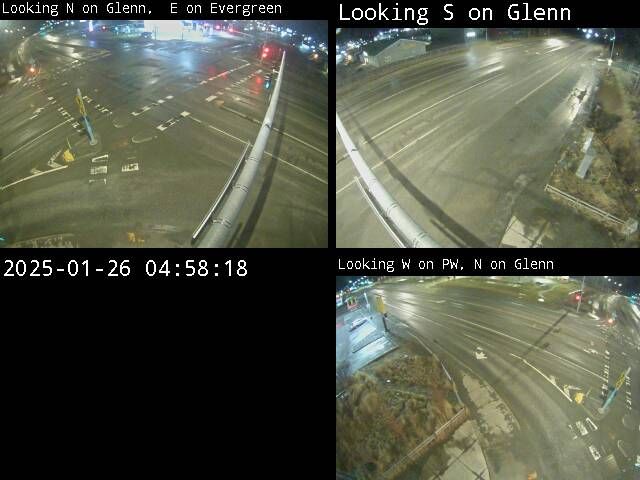 Looking N on Glenn,  E on Evergreen
Looking S on Glenn
2025-01-26 04:58:18
Looking W on PW, N on Glenn